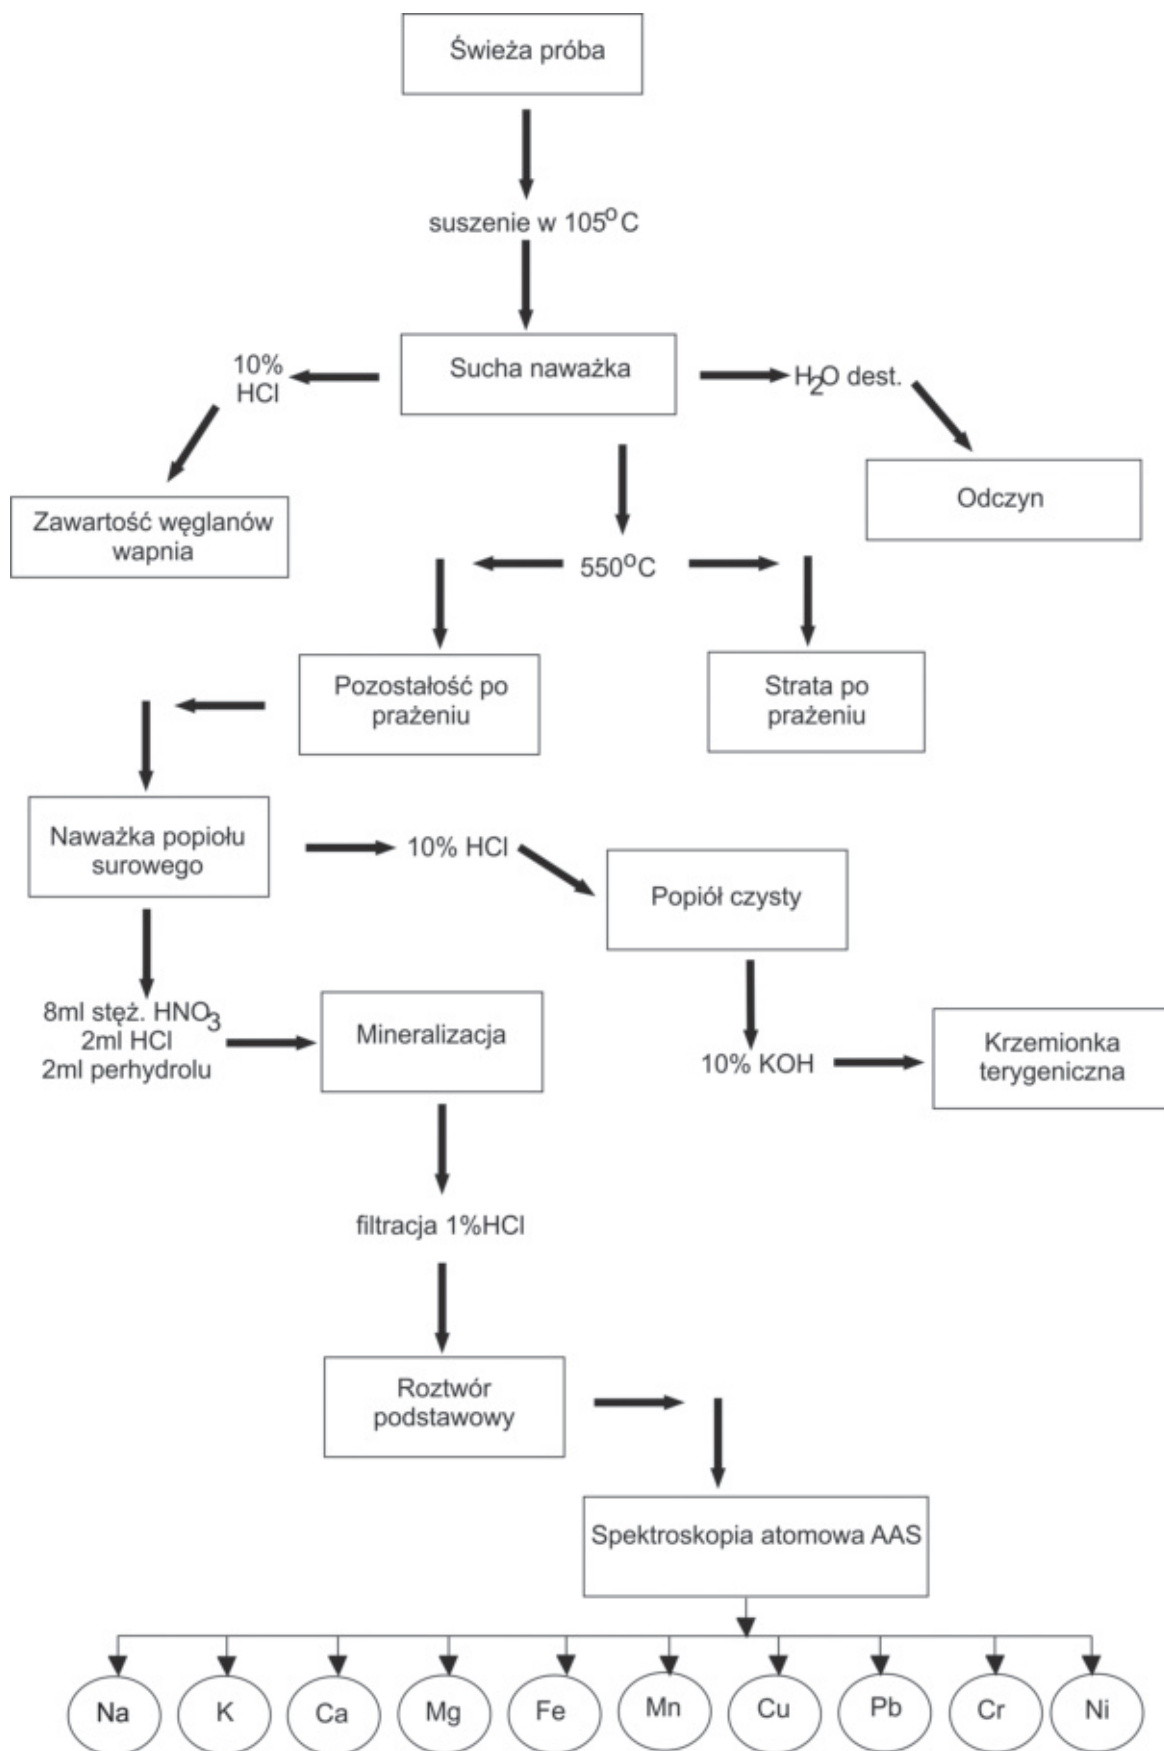 Świeża próba
suszenie w 105°C
10%
HCl
Sucha naważka
H2O dest.
Zawartość węglanów
wapnia
Odczyn
550°C
Pozostałość po
prażeniu
Strata po
prażeniu
Naważka popiołu
surowego
10% HCl
Popiół czysty
8ml stęż. HNO3
2ml HCl
2ml perhydrolu
Mineralizacja
10% KOH
Krzemionka
terygeniczna
filtracja 1%HCl
Roztwór
podstawowy
Spektroskopia atomowa AAS
Na K Ca Mg Fe Mn Cu Pb Cr Ni